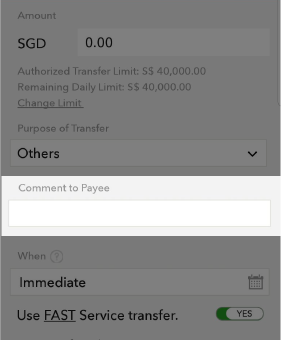 Amount
SGD 0.00
Authorized Transfer Limit: S$ 40,000.00
Remaining Daily Limit: S$ 40,000.00
Change Limit
Purpose of Transfer
Others
Comment to Payee
When ?
Immediate
Use FAST Service transfer. YES